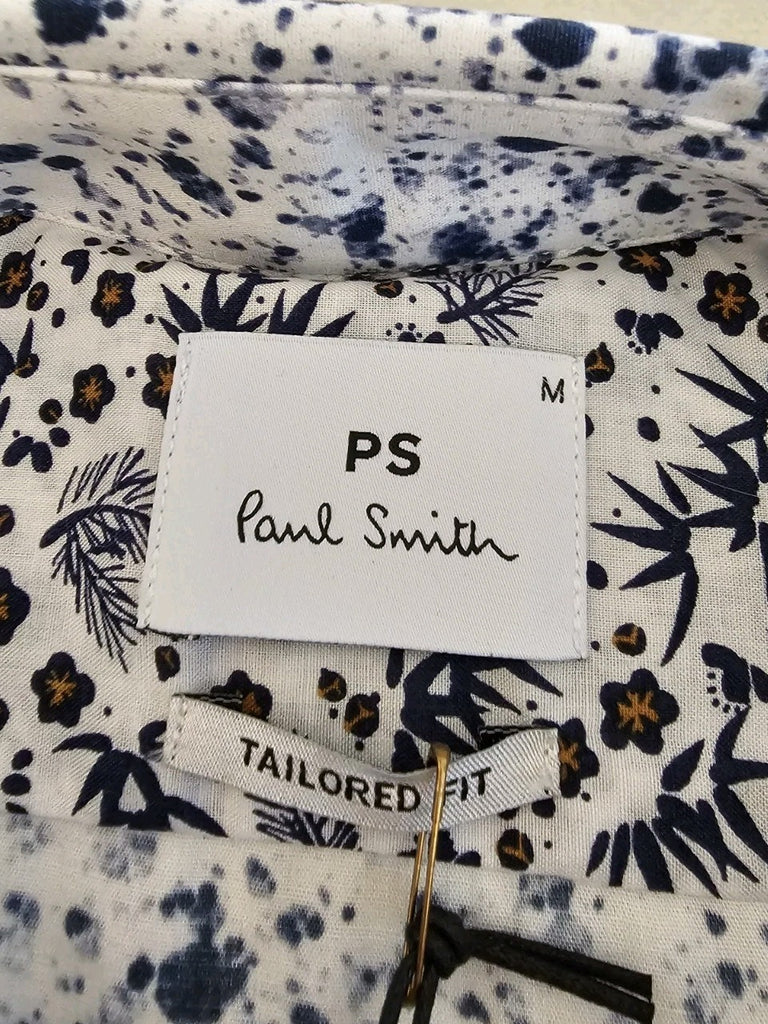 M
PS
Paul Smith
TAILORED FIT